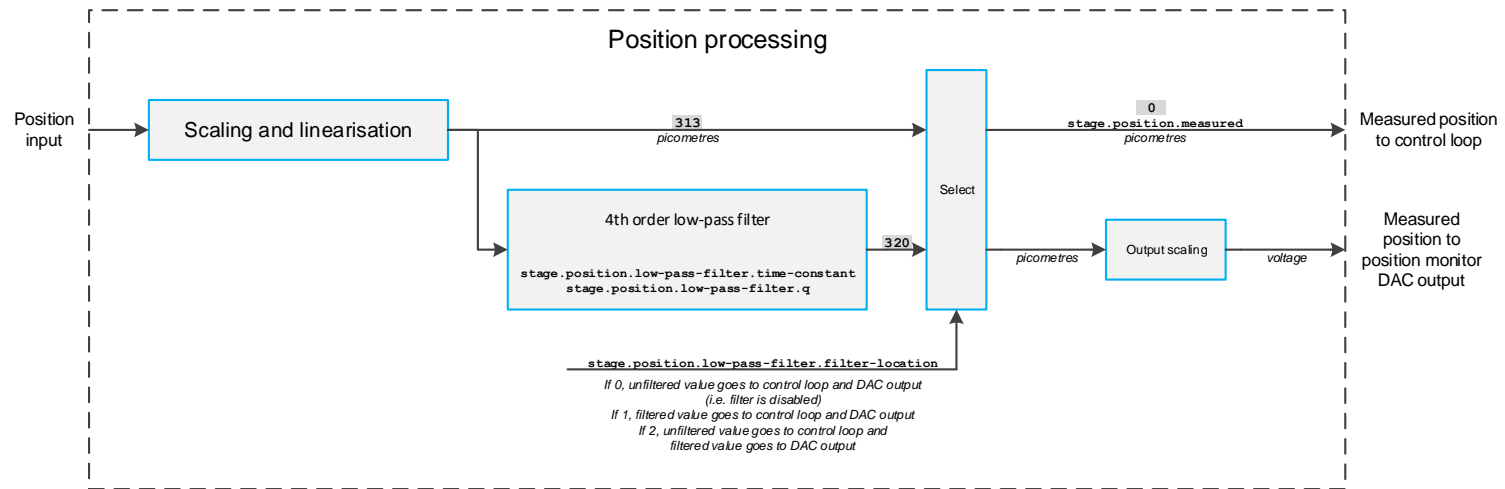 Position processing
Position
input
Scaling and linearisation
313
picometres
0
stage.position.measured
picometres
Measured position
to control loop
Select
4th order low-pass filter
stage.position.low-pass-filter.time-constant
stage.position.low-pass-filter.q
320
picometres
Output scaling
voltage
Measured
position to
position monitor
DAC output
stage.position.low-pass-filter.filter-location
If 0, unfiltered value goes to control loop and DAC output
(i.e. filter is disabled)
If 1, filtered value goes to control loop and DAC output
If 2, unfiltered value goes to control loop and
filtered value goes to DAC output